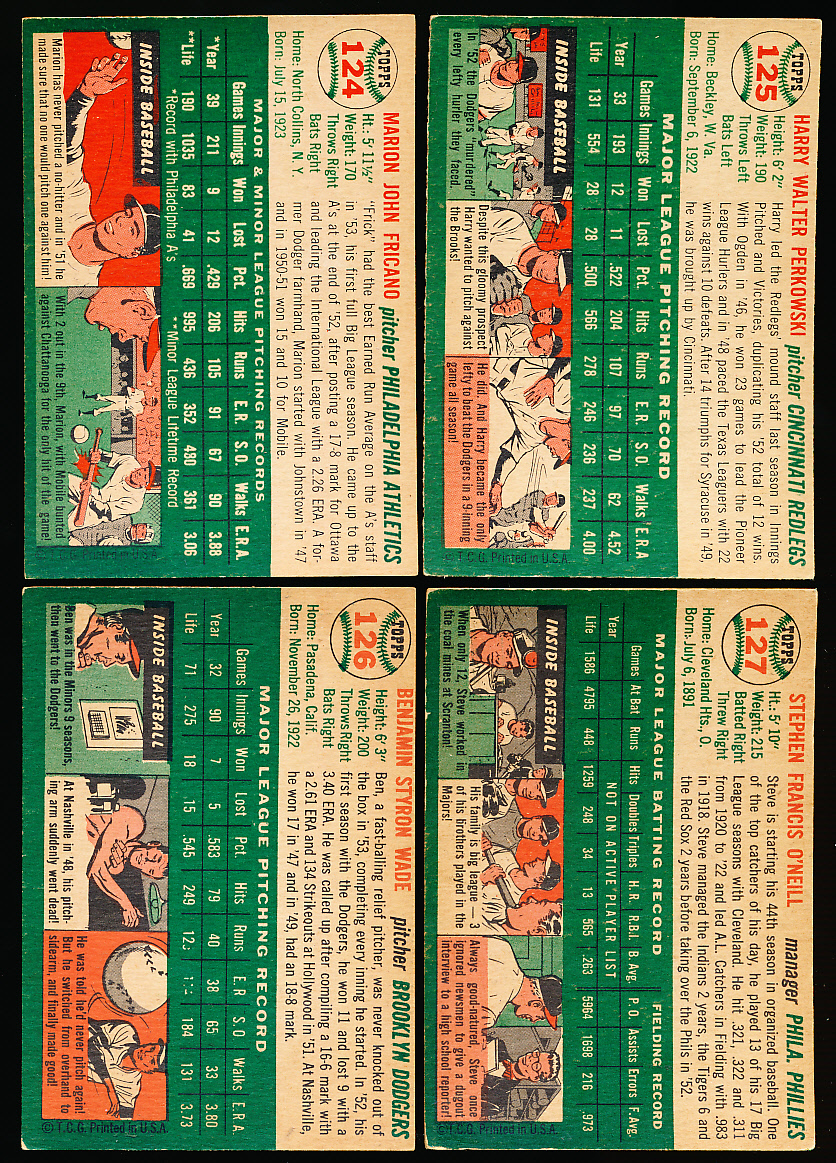 TOPPS
124
MARION JOHN FRICANO pitcher PHILADELPHIA ATHLETICS
Ht.: 5' 11½"
Weight: 170
Throws Right
Bats Right
Home: North Collins, N. Y.
Born: July 15, 1923
"Frick" had the best Earned Run Average on the A's staff
in '53, his first full Big League season. He came up to the
A's at the end of '52, after posting a 17-8 mark for Ottawa
and leading the International League with a 2.26 ERA. A for-
mer Dodger farmhand, Marion started with Johnstown in '47
and in 1950-51 won 15 and 10 for Mobile.
MAJOR & MINOR LEAGUE PITCHING RECORDS
Games Innings Won Lost Pct. Hits Runs E.R. S.O. Walks E.R.A.
*Year 39 211 9 12 .429 206 105 91 67 90 3.88
**Life 190 1035 83 41 .669 995 438 352 480 361 3.06
*Record with Philadelphia A's **Minor League Lifetime Record
INSIDE BASEBALL
Marion has never pitched a no-hitter and in '51 he
made sure that no one would pitch one against him!
With 2 out in the 9th, Marion, with Mobile bunted
against Chattanooga for the only hit of the game!
© T.C.G. Printed in U.S.A.
TOPPS
125
HARRY WALTER PERKOWSKI pitcher CINCINNATI REDLEGS
Height: 6' 2"
Weight: 190
Throws Left
Bats Left
Home: Beckley, W. Va.
Born: September 6, 1922
Harry led the Redlegs' mound staff last season in Innings
Pitched and Victories, duplicating his '52 total of 12 wins.
With Ogden in '46, he won 23 games to lead the Pioneer
League Hurlers and in '48 paced the Texas Leaguers with 22
wins against 10 defeats. After 14 triumphs for Syracuse in '49,
he was brought up by Cincinnati.
MAJOR LEAGUE PITCHING RECORD
Games Innings Won Lost Pct. Hits Runs E.R. S.O. Walks E.R.A.
Year 33 193 12 11 .522 204 107 97 70 62 4.52
Life 131 554 28 28 .500 566 278 246 236 237 4.00
INSIDE BASEBALL
In '52 the Dodgers "murdered"
every lefty hurler they faced.
Despite this gloomy prospect
Harry wanted to pitch against
the Brooks!
He did. And Harry became the only
lefty to beat the Dodgers in a 9-inning
game all season!
© T.C.G. Printed in U.S.A.
TOPPS
126
BENJAMIN STYRON WADE pitcher BROOKLYN DODGERS
Height: 6' 3"
Weight: 200
Throws Right
Bats Right
Home: Pasadena, Calif.
Born: November 26, 1922
Ben, a fast-balling relief pitcher, was never knocked out of
the box in '53, completing every inning he started. In '52, his
first season with the Dodgers, he won 11 and lost 9 with a
3.40 ERA. He was called up after compiling a 16-6 mark with
a 2.61 ERA and 134 Strikeouts at Hollywood in '51. At Nashville,
he won 17 in '47 and in '49, had an 18-8 mark.
MAJOR LEAGUE PITCHING RECORD
Games Innings Won Lost Pct. Hits Runs E.R. S.O. Walks E.R.A.
Year 32 90 7 5 .583 79 40 38 65 33 3.80
Life 71 275 18 15 .545 249 184 131 3.73
INSIDE BASEBALL
Ben was in the Minors 9 seasons,
then went to the Dodgers!
At Nashville in '48, his pitch-
ing arm suddenly went dead!
He was told he'd never pitch again!
But he switched from overhand to
sidearm, and finally made good!
© T.C.G. Printed in U.S.A.
TOPPS
127
STEPHEN FRANCIS O'NEILL manager PHILA. PHILLIES
Ht.: 5' 10"
Weight: 215
Batted Right
Threw Right
Home: Cleveland Hts., O.
Born: July 6, 1891
Steve is starting his 44th season in organized baseball. One
of the top catchers of his day, he played 13 of his 17 Big
League seasons with Cleveland. He hit .321, .322 and .311
from 1920 to '22 and led A.L. Catchers in Fielding with .983
in 1918. Steve managed the Indians 2 years, the Tigers 6 and
the Red Sox 2 years before taking over the Phils in '52.
MAJOR LEAGUE BATTING RECORD FIELDING RECORD
Games At Bat Runs Hits Doubles Triples H.R. R.B.I. B. Avg. P.O. Assists Errors F. Avg.
Year NOT ON ACTIVE PLAYER LIST
Life 1586 4795 448 1259 248 34 13 565 .263 5964 1698 216 .973
INSIDE BASEBALL
When only 12, Steve worked in
the coal mines at Scranton!
His family is big league — 3
of his brothers played in the
Majors!
Always good-natured, Steve once
ignored newsmen to give a dugout
interview to a high school reporter!
© T.C.G. Printed in U.S.A.